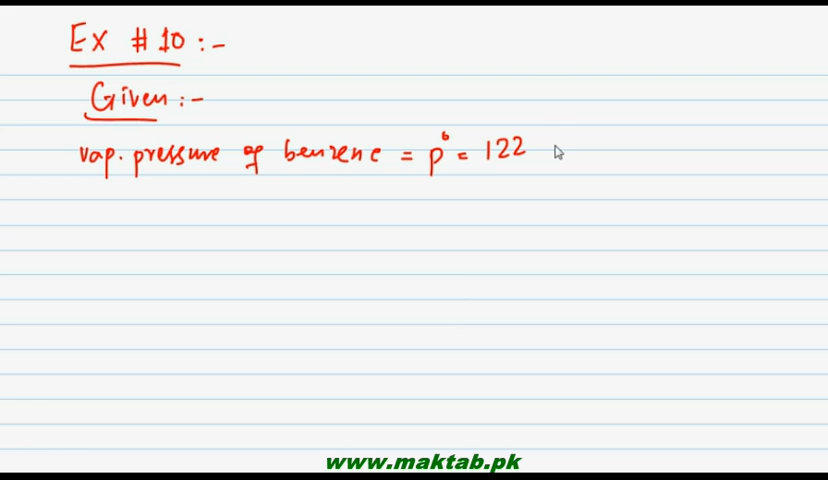 Ex # 10 :-
Given :-
vap. pressure of benzene = p° = 122
www.maktab.pk